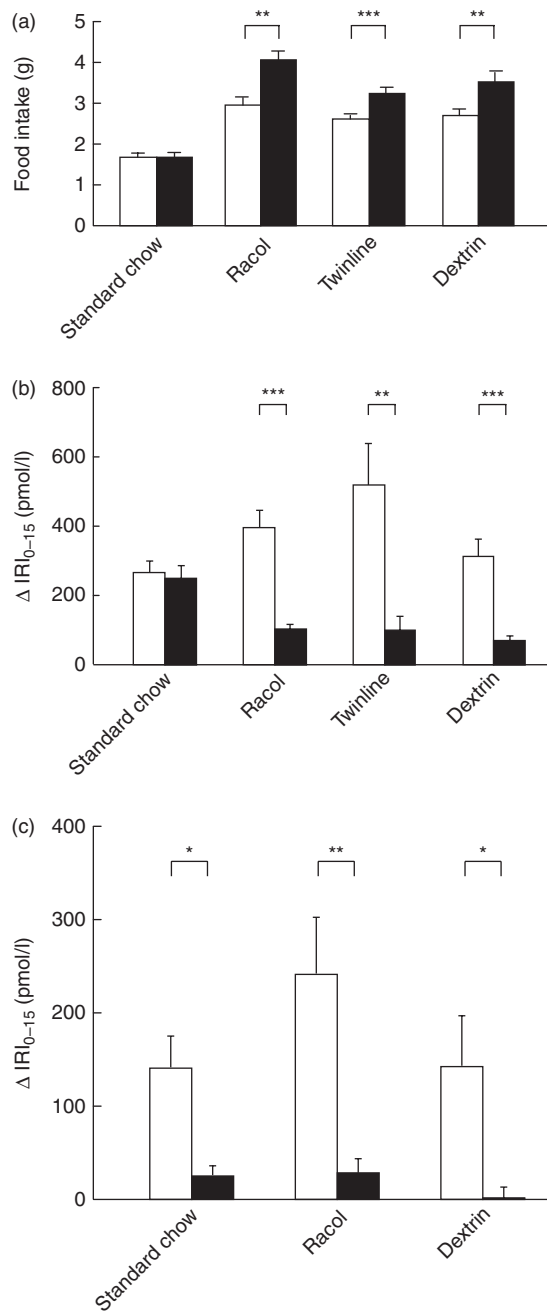 (a)
** *** **
5
4
3
2
1
0
Food intake (g)
Standard chow
Racol
Twinline
Dextrin
(b)
800
*** ** ***
600
400
200
0
Δ IRI0–15 (pmol/l)
Standard chow
Racol
Twinline
Dextrin
(c)
400
* ** *
300
200
100
0
Δ IRI0–15 (pmol/l)
Standard chow
Racol
Dextrin